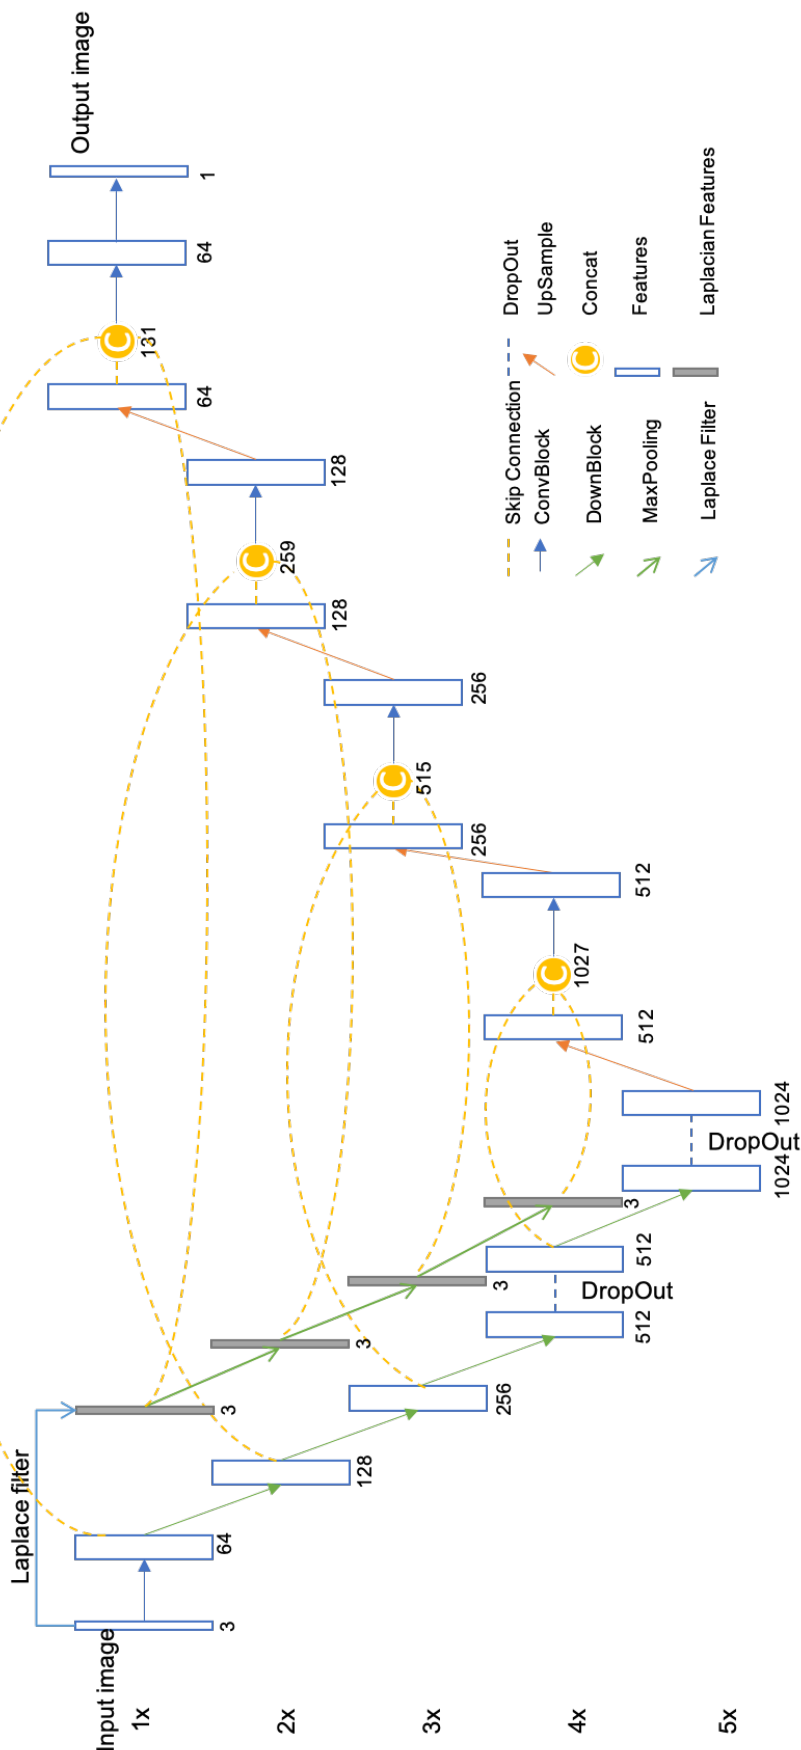 Laplace filter
Input image
Output image
1x
3
64
3
64
131
64
1
2x
128
3
128
259
128
3x
256
3
256
515
256
4x
512
DropOut
512
3
512
1027
512
5x
1024
DropOut
1024
Skip Connection
DropOut
ConvBlock
UpSample
DownBlock
C
Concat
MaxPooling
Features
Laplace Filter
Laplacian Features
C
C
C
C